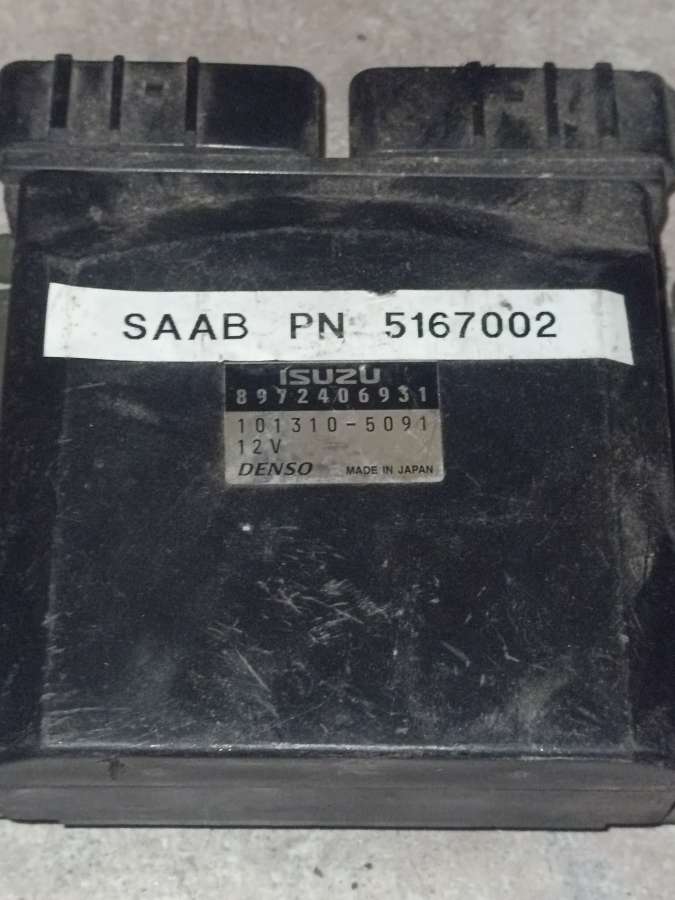 SAAB PN 5167002
ISUZU
8972406931
101310-5091
12V
DENSO MADE IN JAPAN